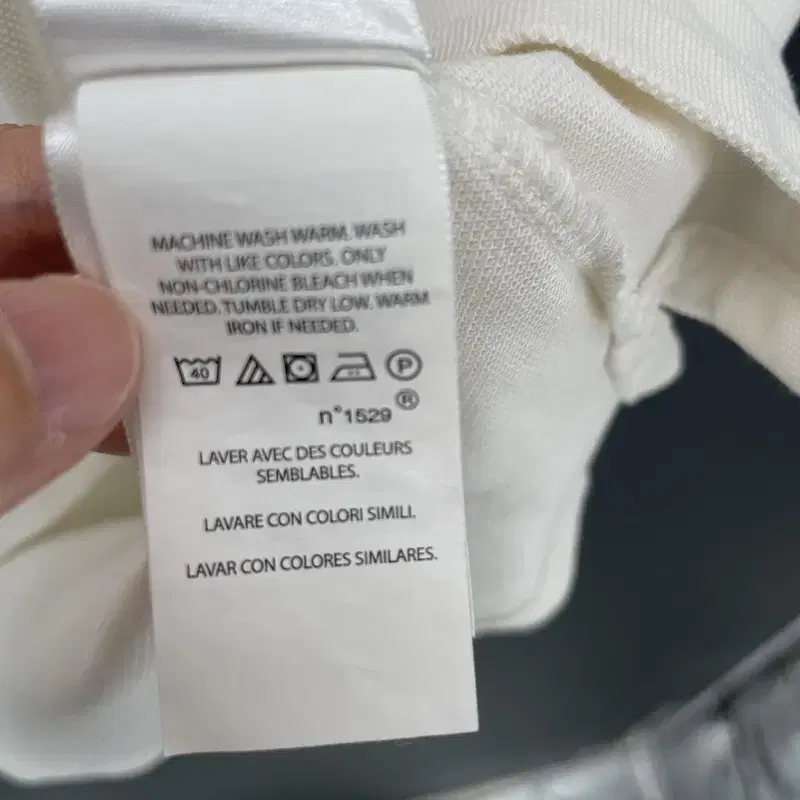 MACHINE WASH WARM. WASH
WITH LIKE COLORS. ONLY
NON-CHLORINE BLEACH WHEN
NEEDED. TUMBLE DRY LOW. WARM
IRON IF NEEDED.
40 P
n°1529 ®
LAVER AVEC DES COULEURS
SEMBLABLES.
LAVARE CON COLORI SIMILI.
LAVAR CON COLORES SIMILARES.